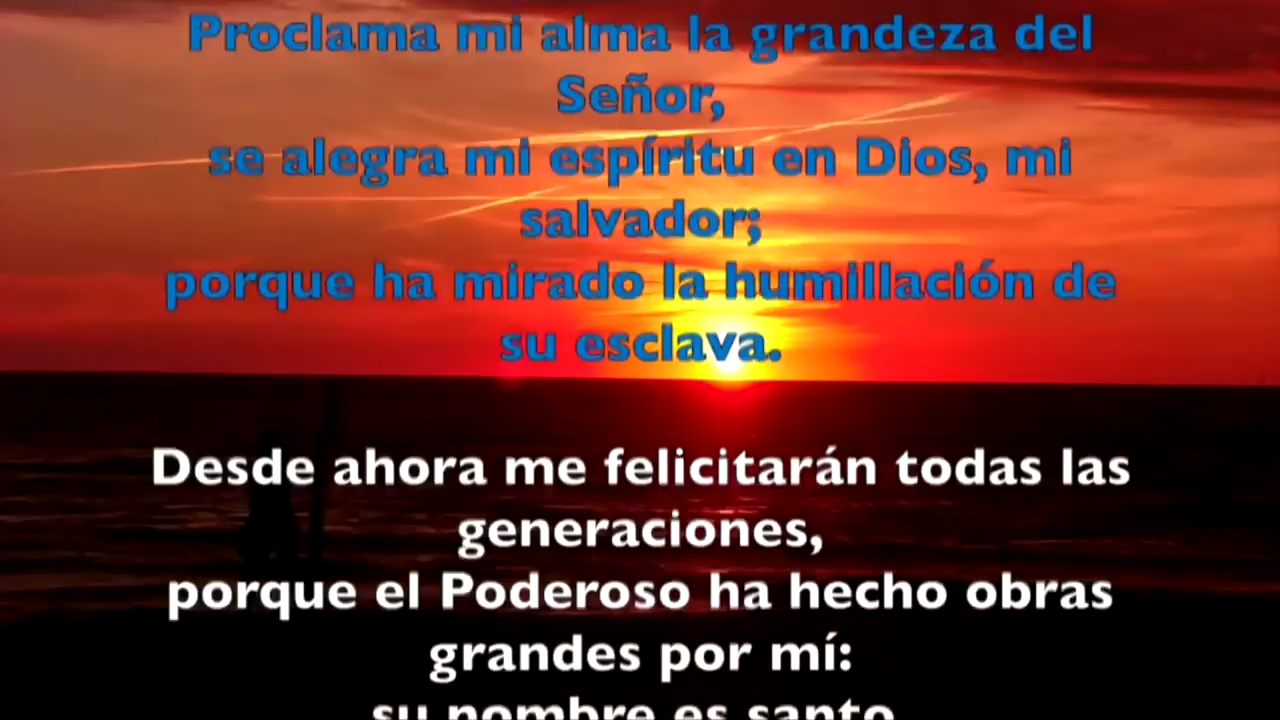 Proclama mi alma la grandeza del
Señor,
se alegra mi espíritu en Dios, mi
salvador;
porque ha mirado la humillación de
su esclava.
Desde ahora me felicitarán todas las
generaciones,
porque el Poderoso ha hecho obras
grandes por mí:
su nombre es santo